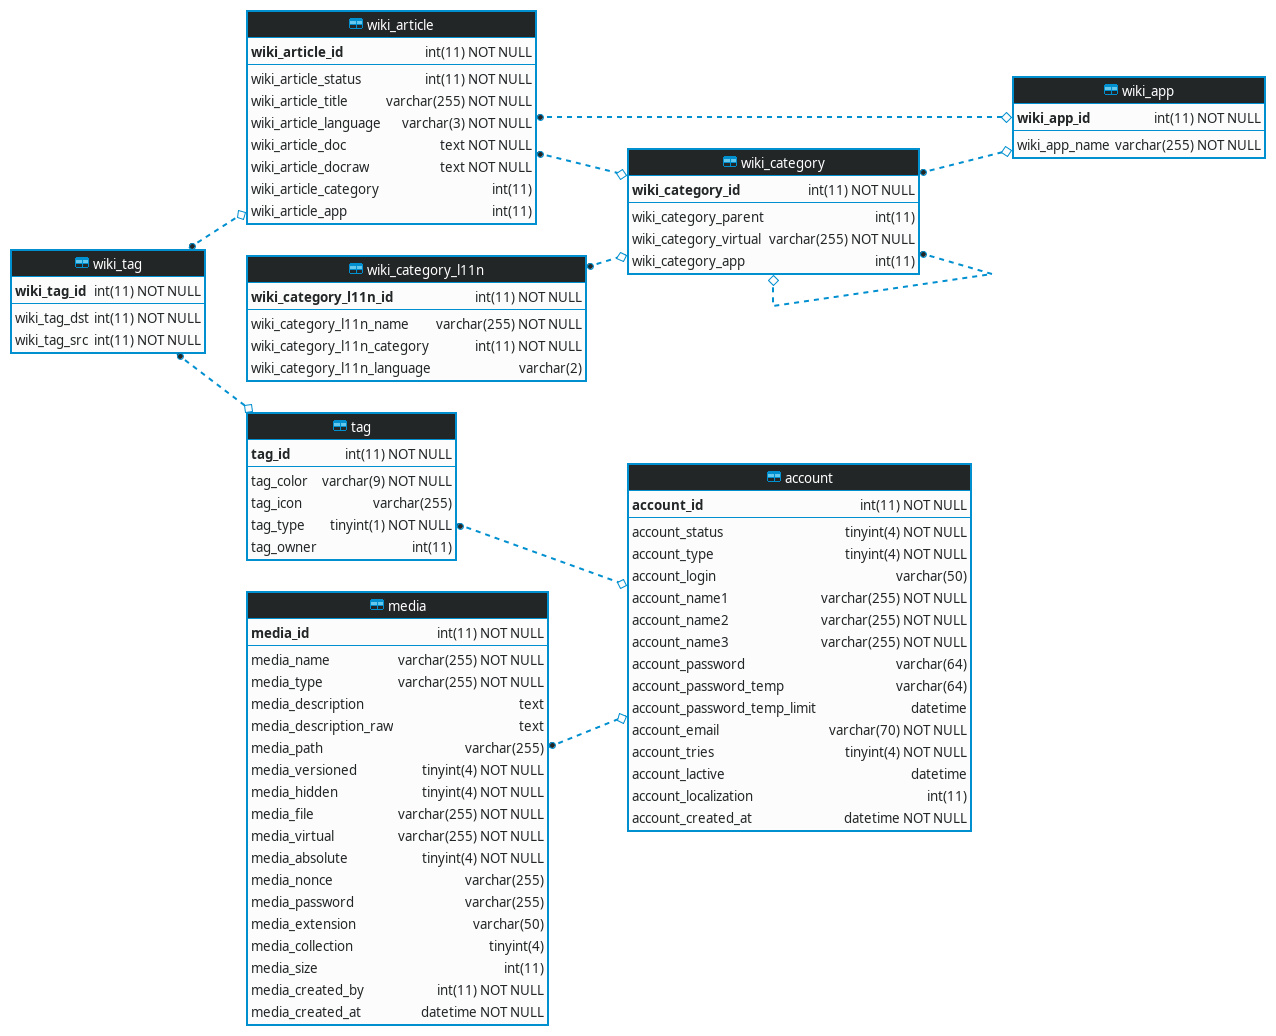 wiki_article
wiki_article_id int(11) NOT NULL
wiki_article_status int(11) NOT NULL
wiki_article_title varchar(255) NOT NULL
wiki_article_language varchar(3) NOT NULL
wiki_article_doc text NOT NULL
wiki_article_docraw text NOT NULL
wiki_article_category int(11)
wiki_article_app int(11)
wiki_app
wiki_app_id int(11) NOT NULL
wiki_app_name varchar(255) NOT NULL
wiki_category
wiki_category_id int(11) NOT NULL
wiki_category_parent int(11)
wiki_category_virtual varchar(255) NOT NULL
wiki_category_app int(11)
wiki_tag
wiki_tag_id int(11) NOT NULL
wiki_tag_dst int(11) NOT NULL
wiki_tag_src int(11) NOT NULL
wiki_category_l11n
wiki_category_l11n_id int(11) NOT NULL
wiki_category_l11n_name varchar(255) NOT NULL
wiki_category_l11n_category int(11) NOT NULL
wiki_category_l11n_language varchar(2)
tag
tag_id int(11) NOT NULL
tag_color varchar(9) NOT NULL
tag_icon varchar(255)
tag_type tinyint(1) NOT NULL
tag_owner int(11)
account
account_id int(11) NOT NULL
account_status tinyint(4) NOT NULL
account_type tinyint(4) NOT NULL
account_login varchar(50)
account_name1 varchar(255) NOT NULL
account_name2 varchar(255) NOT NULL
account_name3 varchar(255) NOT NULL
account_password varchar(64)
account_password_temp varchar(64)
account_password_temp_limit datetime
account_email varchar(70) NOT NULL
account_tries tinyint(4) NOT NULL
account_lactive datetime
account_localization int(11)
account_created_at datetime NOT NULL
media
media_id int(11) NOT NULL
media_name varchar(255) NOT NULL
media_type varchar(255) NOT NULL
media_description text
media_description_raw text
media_path varchar(255)
media_versioned tinyint(4) NOT NULL
media_hidden tinyint(4) NOT NULL
media_file varchar(255) NOT NULL
media_virtual varchar(255) NOT NULL
media_absolute tinyint(4) NOT NULL
media_nonce varchar(255)
media_password varchar(255)
media_extension varchar(50)
media_collection tinyint(4)
media_size int(11)
media_created_by int(11) NOT NULL
media_created_at datetime NOT NULL